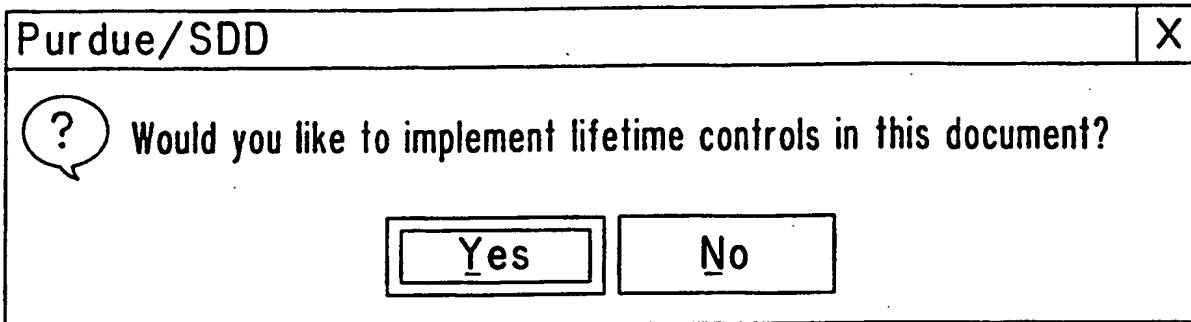 Purdue/SDD X
? Would you like to implement lifetime controls in this document?
Yes No